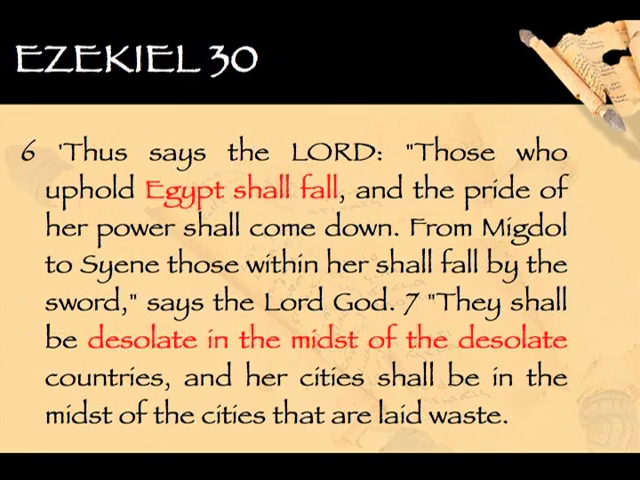 EZEKIEL 30
6 'Thus says the LORD: "Those who
uphold Egypt shall fall, and the pride of
her power shall come down. From Migdol
to Syene those within her shall fall by the
sword," says the Lord God. 7 "They shall
be desolate in the midst of the desolate
countries, and her cities shall be in the
midst of the cities that are laid waste.